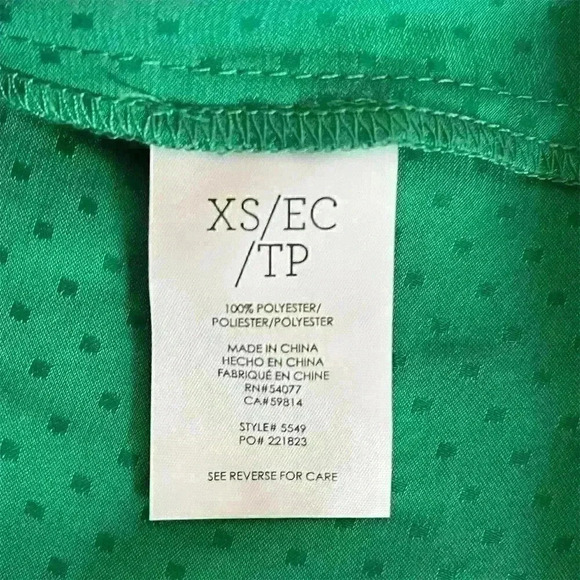 XS/EC
/TP
100% POLYESTER/
POLIESTER/POLYESTER
MADE IN CHINA
HECHO EN CHINA
FABRIQUÉ EN CHINE
RN#54077
CA#59814
STYLE# 5549
PO# 221823
SEE REVERSE FOR CARE